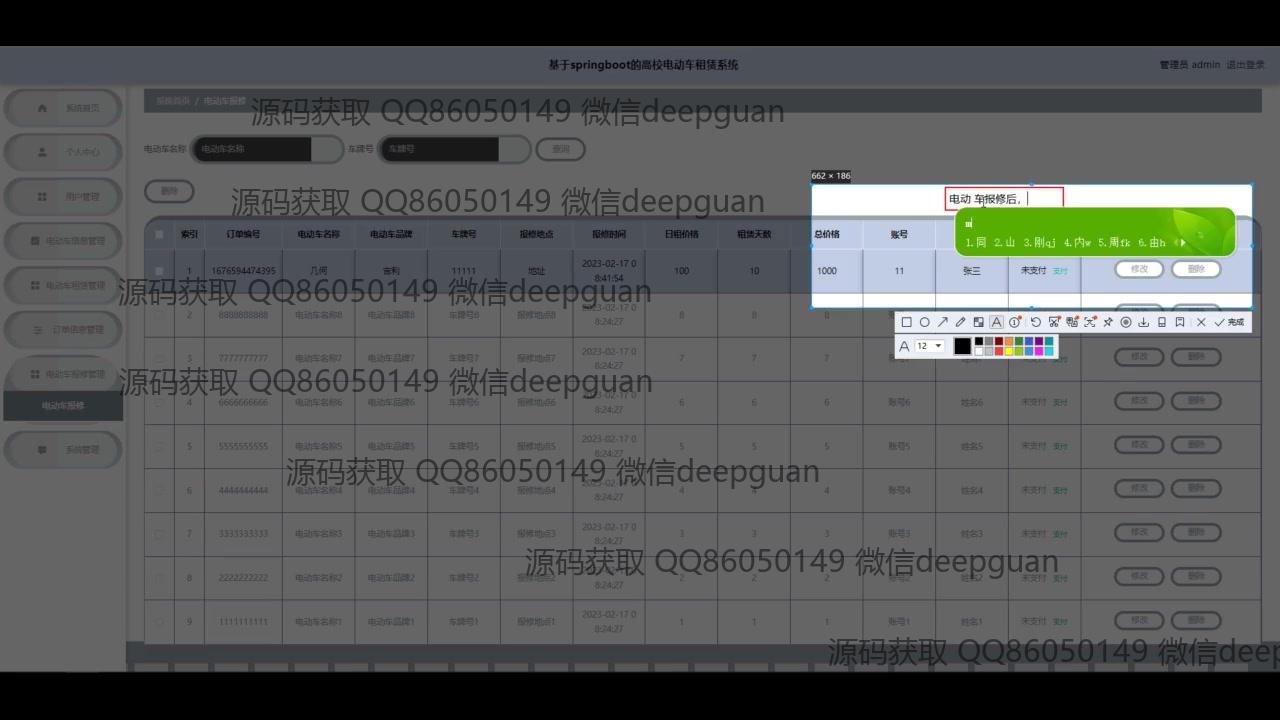 基于springboot的高校电动车租赁系统
管理员 admin 退出登录
系统首页 / 电动车报修
源码获取 QQ86050149 微信deepguan
系统首页
个人中心
用户管理
电动车信息管理
电动车租赁管理
订单信息管理
电动车报修管理
电动车报修
系统管理
电动车名称 电动车名称 车牌号 车牌号 查询
删除
源码获取 QQ86050149 微信deepguan
662 × 186
电动 车报修后，
1.同 2.山 3.刚qj 4.内w 5.周fk 6.由h
索引 订单编号 电动车名称 电动车品牌 车牌号 报修地点 报修时间 日租价格 租赁天数 总价格 账号
1 1676594474395 几何 吉利 11111 地址 2023-02-17 08:41:54 100 10 1000 11 张三 未支付 支付 修改 删除
源码获取 QQ86050149 微信deepguan
完成
12
2 8888888888 电动车名称8 电动车品牌8 车牌号8 报修地点8 2023-02-17 08:24:27 8 8 8
3 电动车名称7 电动车品牌7 车牌号7 报修地点7 2023-02-17 08:24:27 7 7 7 修改 删除
源码获取 QQ86050149 微信deepguan
4 6666666666 电动车名称6 电动车品牌6 车牌号6 报修地点6 2023-02-17 08:24:27 6 6 6 账号6 姓名6 未支付 支付 修改 删除
5 5555555555 电动车名称5 电动车品牌5 车牌号5 报修地点5 2023-02-17 08:24:27 5 5 5 账号5 姓名5 未支付 支付 修改 删除
源码获取 QQ86050149 微信deepguan
6 4444444444 电动车名称4 电动车品牌4 车牌号4 报修地点4 2023-02-17 08:24:27 4 4 4 账号4 姓名4 未支付 支付 修改 删除
7 3333333333 电动车名称3 电动车品牌3 车牌号3 报修地点3 2023-02-17 08:24:27 3 3 3 账号3 姓名3 未支付 支付 修改 删除
源码获取 QQ86050149 微信deepguan
8 2222222222 电动车名称2 电动车品牌2 车牌号2 报修地点2 2023-02-17 08:24:27 2 2 2 账号2 姓名2 未支付 支付 修改 删除
9 1111111111 电动车名称1 电动车品牌1 车牌号1 报修地点1 2023-02-17 08:24:27 1 1 1 账号1 姓名1 未支付 支付 修改 删除
源码获取 QQ86050149 微信deep